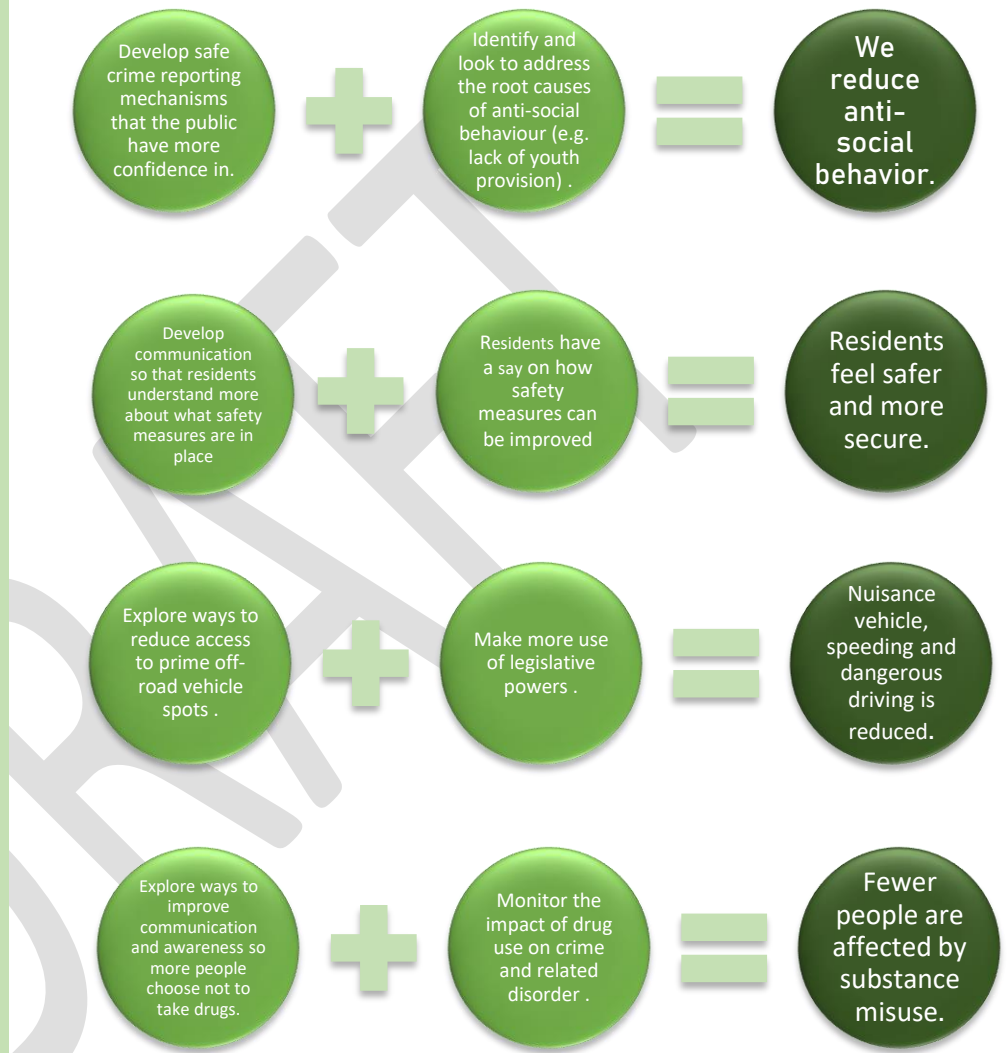 Develop safe
crime reporting
mechanisms
that the public
have more
confidence in.
Identify and
look to address
the root causes
of anti-social
behaviour (e.g.
lack of youth
provision) .
We
reduce
anti-
social
behavior.
Develop
communication
so that residents
understand more
about what safety
measures are in
place
Residents have
a say on how
safety
measures can
be improved
Residents
feel safer
and more
secure.
Explore ways to
reduce access
to prime off-
road vehicle
spots .
Make more use
of legislative
powers .
Nuisance
vehicle,
speeding and
dangerous
driving is
reduced.
Explore ways to
improve
communication
and awareness so
more people
choose not to
take drugs.
Monitor the
impact of drug
use on crime
and related
disorder .
Fewer
people are
affected by
substance
misuse.
DRAFT